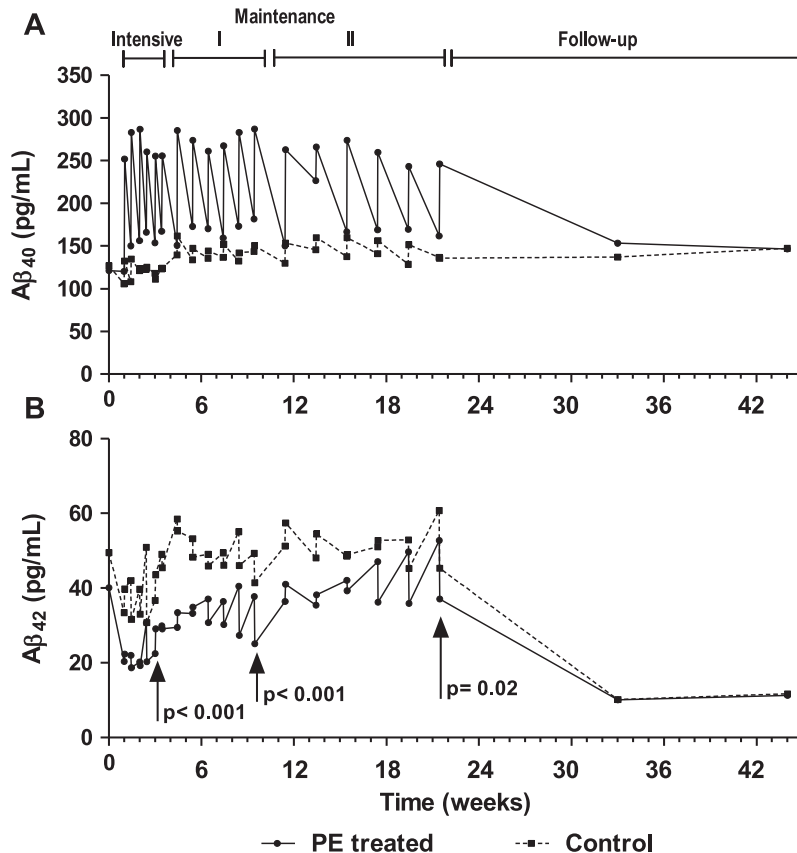 Maintenance
A
Intensive
I
II
Follow-up
350
300
250
200
150
100
50
0
Aβ40 (pg/mL)
0
6
12
18
24
30
36
42
B
80
60
40
20
0
Aβ42 (pg/mL)
p< 0.001
p< 0.001
p= 0.02
0
6
12
18
24
30
36
42
Time (weeks)
PE treated
Control